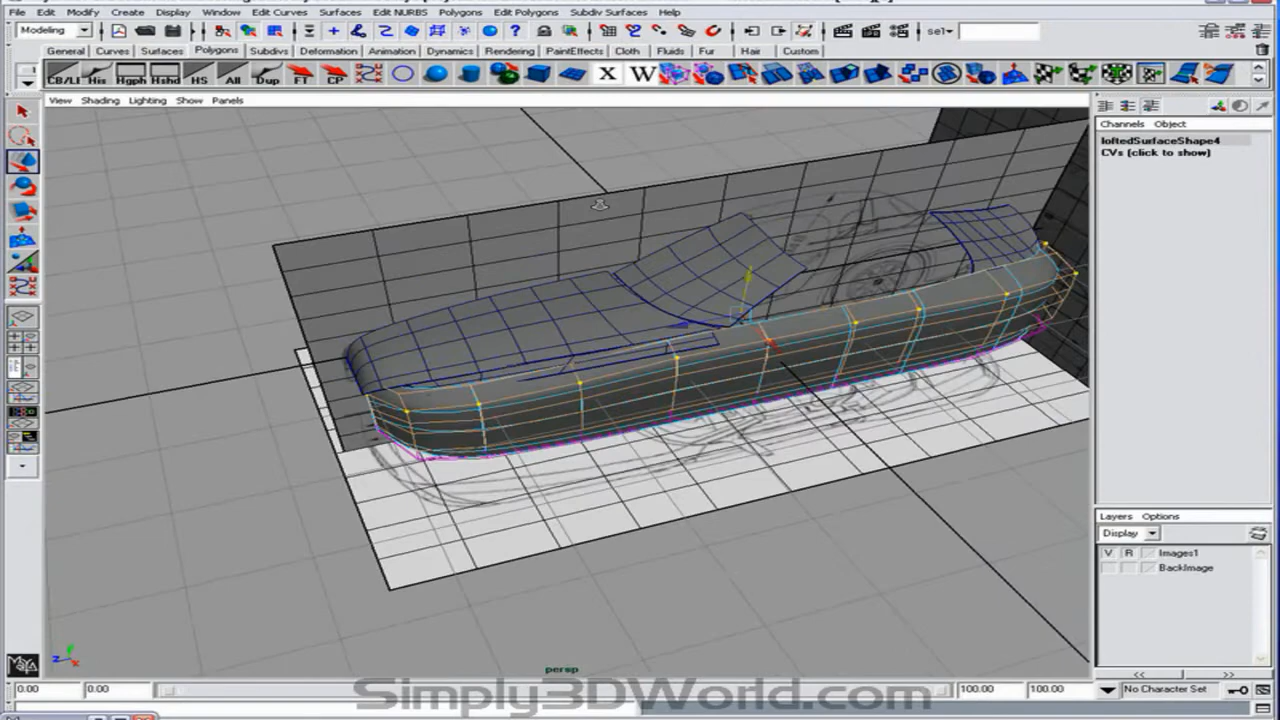 File Edit Modify Create Display Window Edit Curves Surfaces Edit NURBS Polygons Edit Polygons Subdiv Surfaces Help
Modeling sel
General Curves Surfaces Polygons Subdivs Deformation Animation Dynamics Rendering PaintEffects Cloth Fluids Fur Hair Custom
CB/LI His Hgph Hshd HS All Dup FT CP X W
View Shading Lighting Show Panels
Channels Object
loftedSurfaceShape4
CVs (click to show)
Layers Options
Display
V R Images1
BackImage
persp
0.00 0.00 100.00 100.00 No Character Set
Simply3DWorld.com